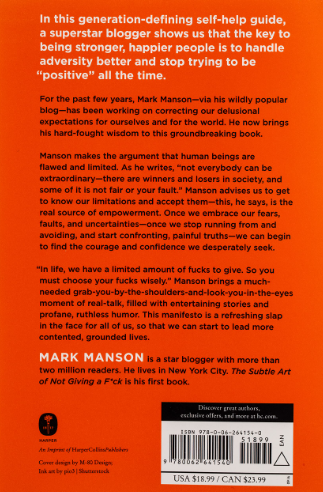 In this generation-defining self-help guide,
a superstar blogger shows us that the key to
being stronger, happier people is to handle
adversity better and stop trying to be
“positive” all the time.
For the past few years, Mark Manson—via his wildly popular
blog—has been working on correcting our delusional
expectations for ourselves and for the world. He now brings
his hard-fought wisdom to this groundbreaking book.
Manson makes the argument that human beings are
flawed and limited. As he writes, “not everybody can be
extraordinary—there are winners and losers in society, and
some of it is not fair or your fault.” Manson advises us to get
to know our limitations and accept them—this, he says, is the
real source of empowerment. Once we embrace our fears,
faults, and uncertainties—once we stop running from and
avoiding, and start confronting, painful truths—we can begin
to find the courage and confidence we desperately seek.
“In life, we have a limited amount of fucks to give. So you
must choose your fucks wisely.” Manson brings a much-
needed grab-you-by-the-shoulders-and-look-you-in-the-eyes
moment of real-talk, filled with entertaining stories and
profane, ruthless humor. This manifesto is a refreshing slap
in the face for all of us, so that we can start to lead more
contented, grounded lives.
MARK MANSON is a star blogger with more than
two million readers. He lives in New York City. The Subtle Art
of Not Giving a F*ck is his first book.
HARPER
An Imprint of HarperCollinsPublishers
Cover design by M-80 Design;
Ink art by pio3 | Shutterstock
Discover great authors,
exclusive offers, and more at hc.com.
ISBN 978-0-06-264154-0
51899
9 780062 641540
EAN
USA $18.99 / CAN $23.99